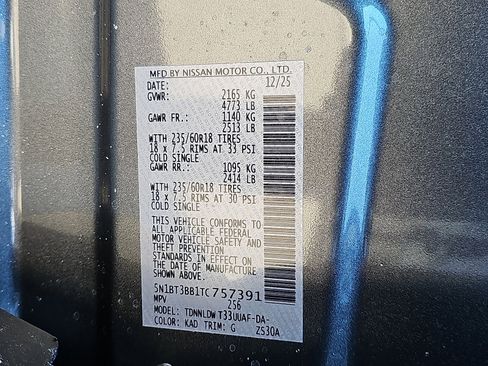 MFD BY NISSAN MOTOR CO., LTD.
DATE: 12/25
GVWR: 2165 KG
4773 LB
GAWR FR.: 1140 KG
2513 LB
WITH 235/60R18 TIRES
18 x 7.5 RIMS AT 33 PSI
COLD SINGLE
GAWR RR.: 1095 KG
2414 LB
WITH 235/60R18 TIRES
18 x 7.5 RIMS AT 30 PSI
COLD SINGLE
THIS VEHICLE CONFORMS TO
ALL APPLICABLE FEDERAL
MOTOR VEHICLE SAFETY AND
THEFT PREVENTION
STANDARDS IN EFFECT ON
THE DATE OF MANUFACTURE
SHOWN ABOVE.
5N1BT3BB1TC757391
MPV 256
MODEL: TDNNLDWT33UUAF-DA-
COLOR: KAD TRIM: G ZS30A